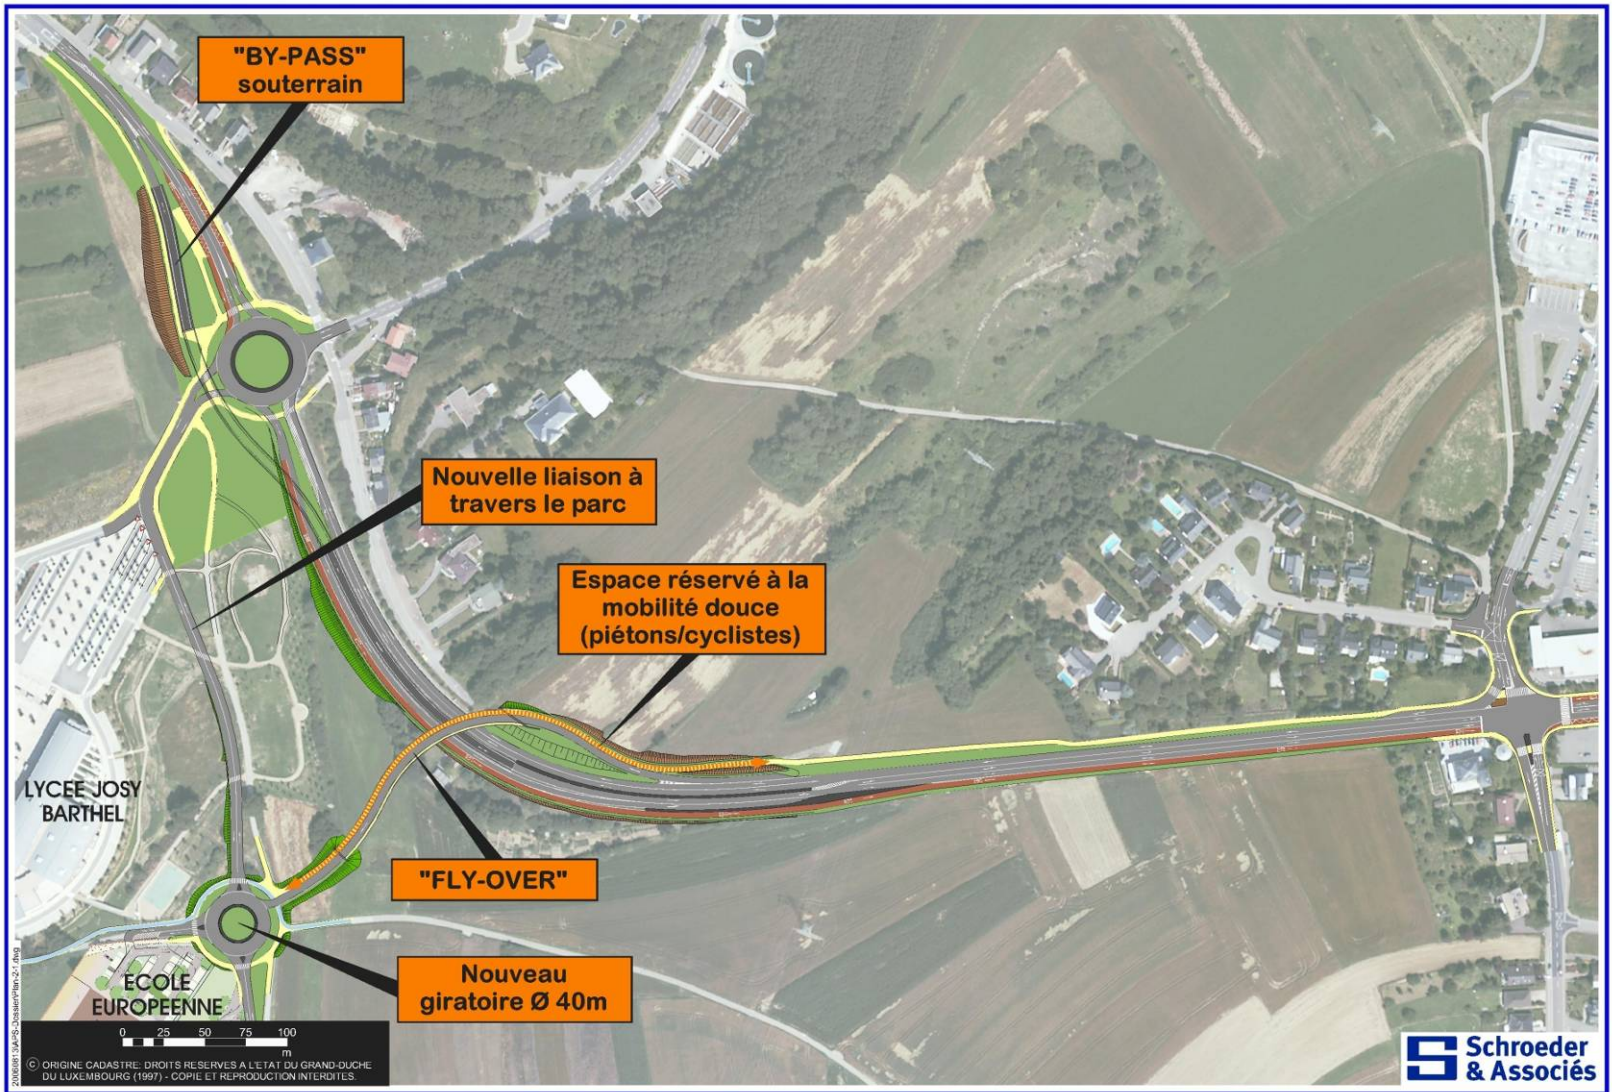 "BY-PASS"
souterrain
Nouvelle liaison à
travers le parc
Espace réservé à la
mobilité douce
(piétons/cyclistes)
LYCEE JOSY
BARTHEL
"FLY-OVER"
Nouveau
giratoire Ø 40m
ECOLE
EUROPEENNE
0 25 50 75 100
m
© ORIGINE CADASTRE: DROITS RESERVES A L'ETAT DU GRAND-DUCHE
DU LUXEMBOURG (1997) - COPIE ET REPRODUCTION INTERDITES.
Schroeder
& Associés